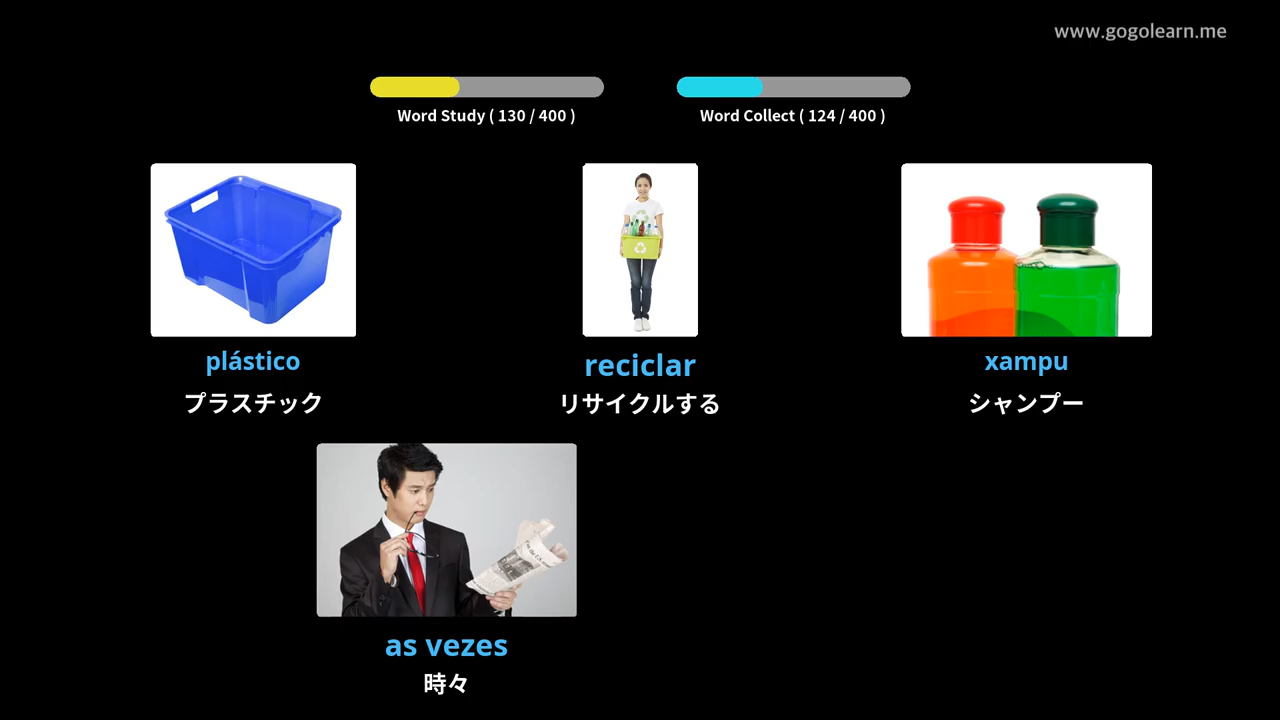 www.gogolearn.me
Word Study ( 130 / 400 )
Word Collect ( 124 / 400 )
plástico
reciclar
xampu
プラスチック
リサイクルする
シャンプー
as vezes
時々